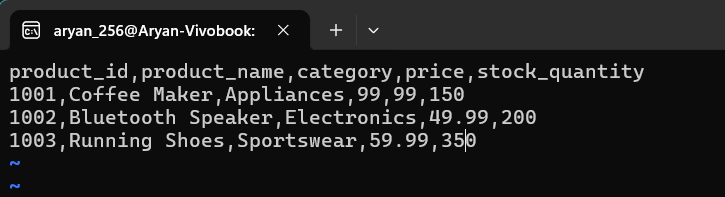 aryan_256@Aryan-Vivobook:
product_id,product_name,category,price,stock_quantity
1001,Coffee Maker,Appliances,99,99,150
1002,Bluetooth Speaker,Electronics,49.99,200
1003,Running Shoes,Sportswear,59.99,350
~
~